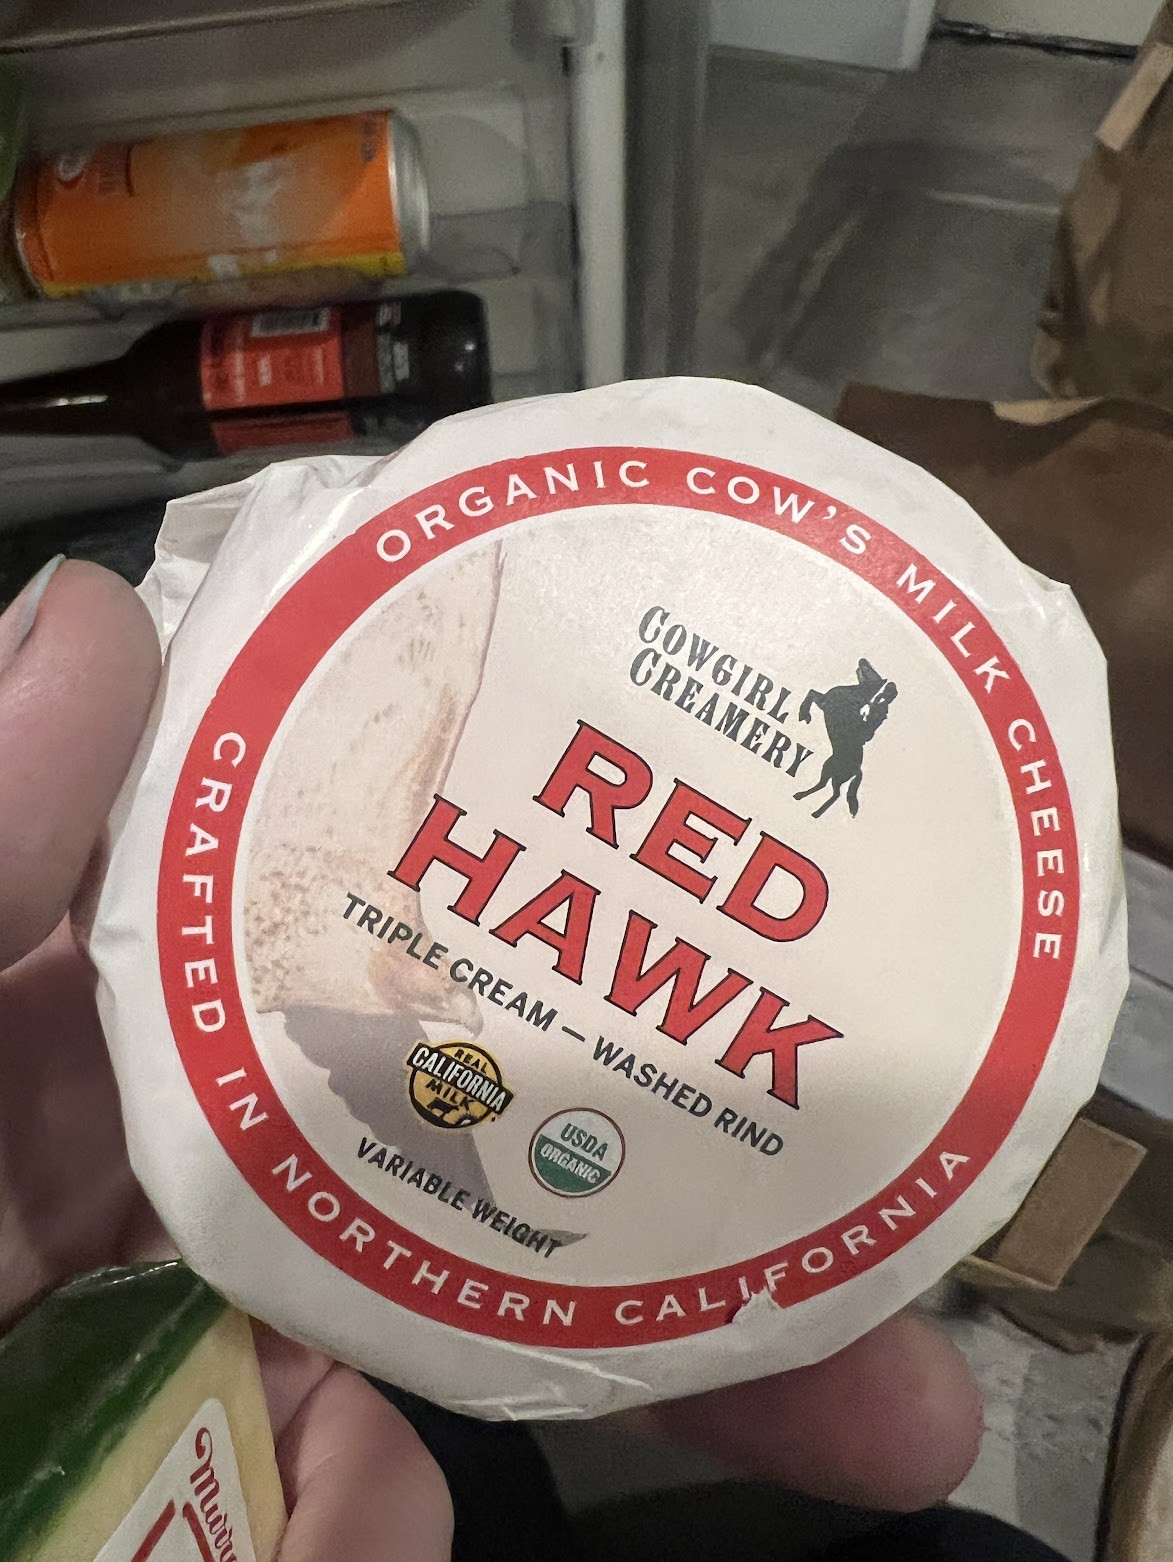 ORGANIC COW'S MILK CHEESE
COWGIRL
CREAMERY
RED
HAWK
TRIPLE CREAM — WASHED RIND
REAL
CALIFORNIA
MILK
USDA
ORGANIC
VARIABLE WEIGHT
CRAFTED IN NORTHERN CALIFORNIA